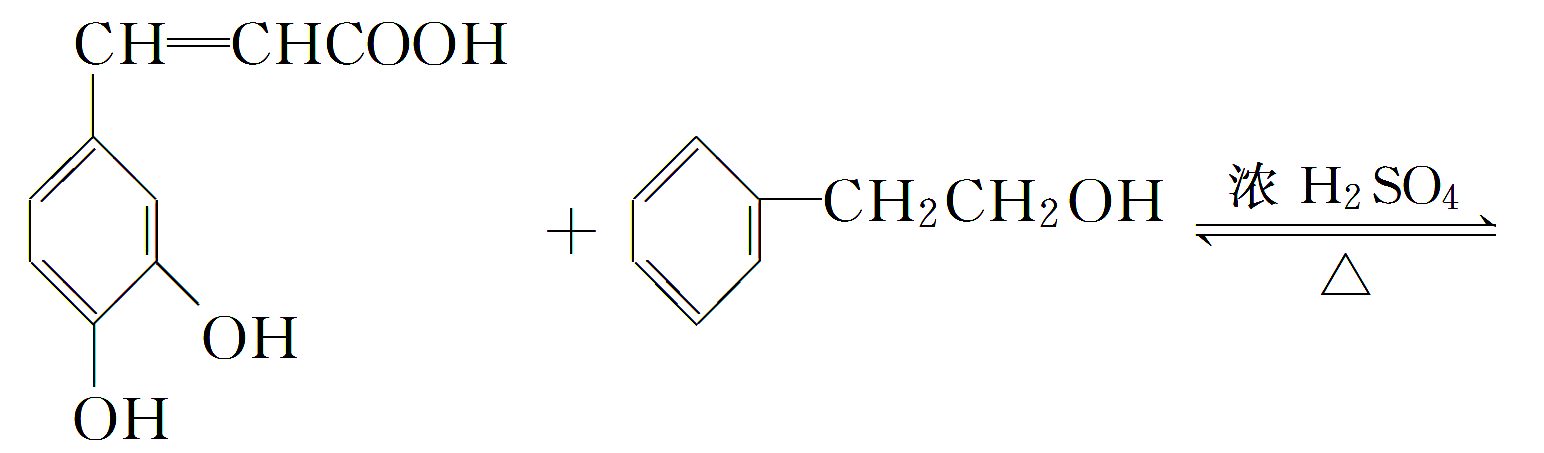 CH=CHCOOH
OH
OH
+
CH₂CH₂OH
浓 H₂SO₄
△